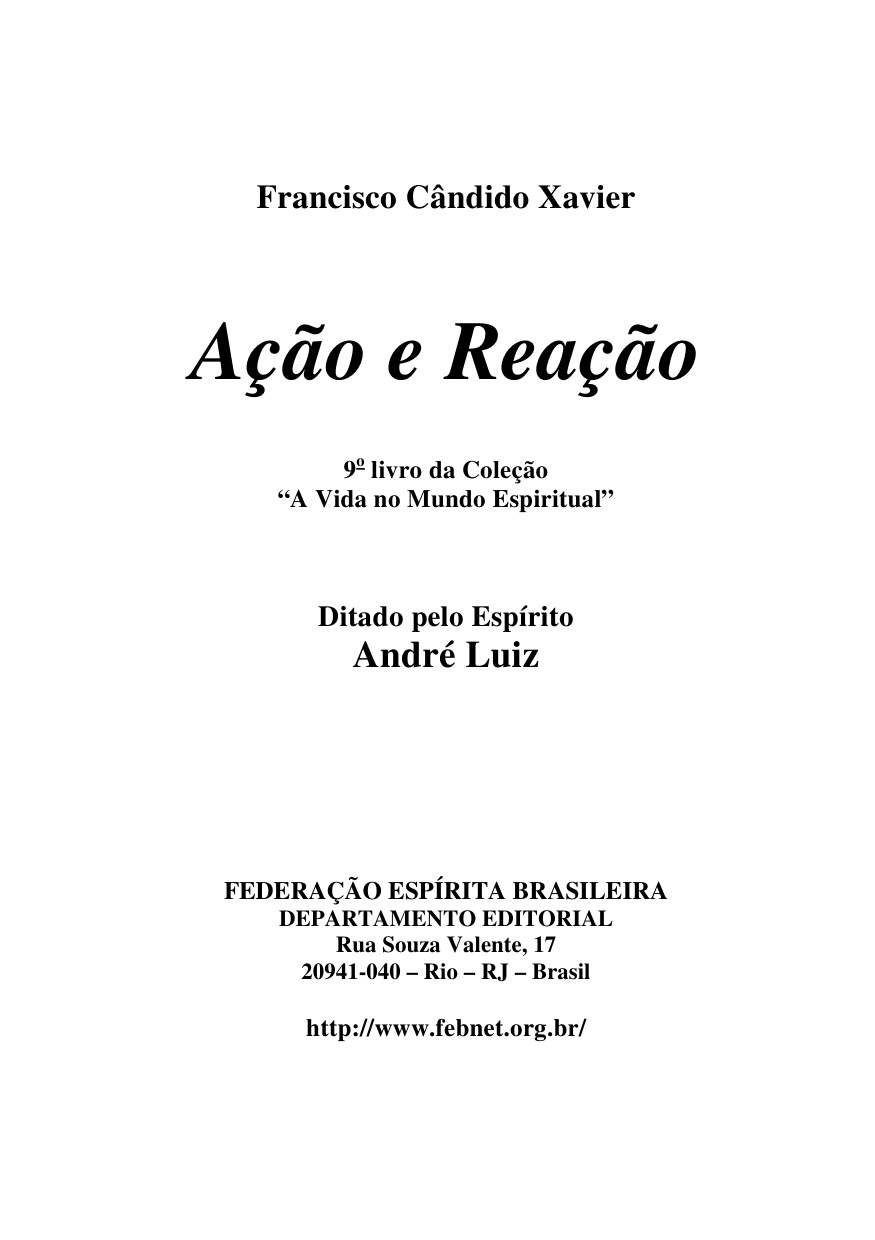 Francisco Cândido Xavier
Ação e Reação
9º livro da Coleção
“A Vida no Mundo Espiritual”
Ditado pelo Espírito
André Luiz
FEDERAÇÃO ESPÍRITA BRASILEIRA
DEPARTAMENTO EDITORIAL
Rua Souza Valente, 17
20941-040 – Rio – RJ – Brasil
http://www.febnet.org.br/